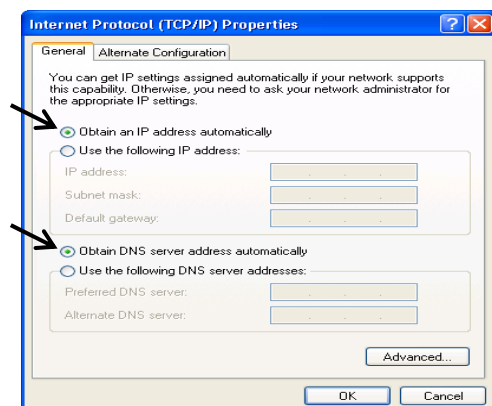 Internet Protocol (TCP/IP) Properties
General Alternate Configuration
You can get IP settings assigned automatically if your network supports
this capability. Otherwise, you need to ask your network administrator for
the appropriate IP settings.
Obtain an IP address automatically
Use the following IP address:
IP address:
Subnet mask:
Default gateway:
Obtain DNS server address automatically
Use the following DNS server addresses:
Preferred DNS server:
Alternate DNS server:
Advanced...
OK Cancel